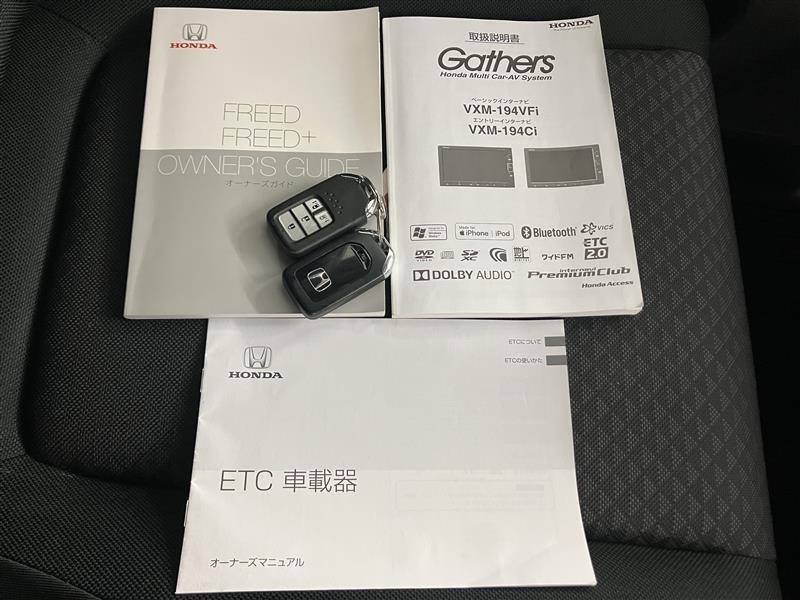 HONDA
FREED
FREED+
OWNER'S GUIDE
オーナーズガイド
HONDA
取扱説明書
Gathers
Honda Multi Car-AV System
ベーシックインターナビ
VXM-194VFi
エントリーインターナビ
VXM-194Ci
Made for
iPhone | iPod
Bluetooth
VICS
DVD
VIDEO
SD
XC
ワイドFM
ETC
2.0
DOLBY AUDIO
internavi
Premium Club
Honda Access
HONDA
ETCについて
ETCの使いかた
ETC 車載器
オーナーズマニュアル